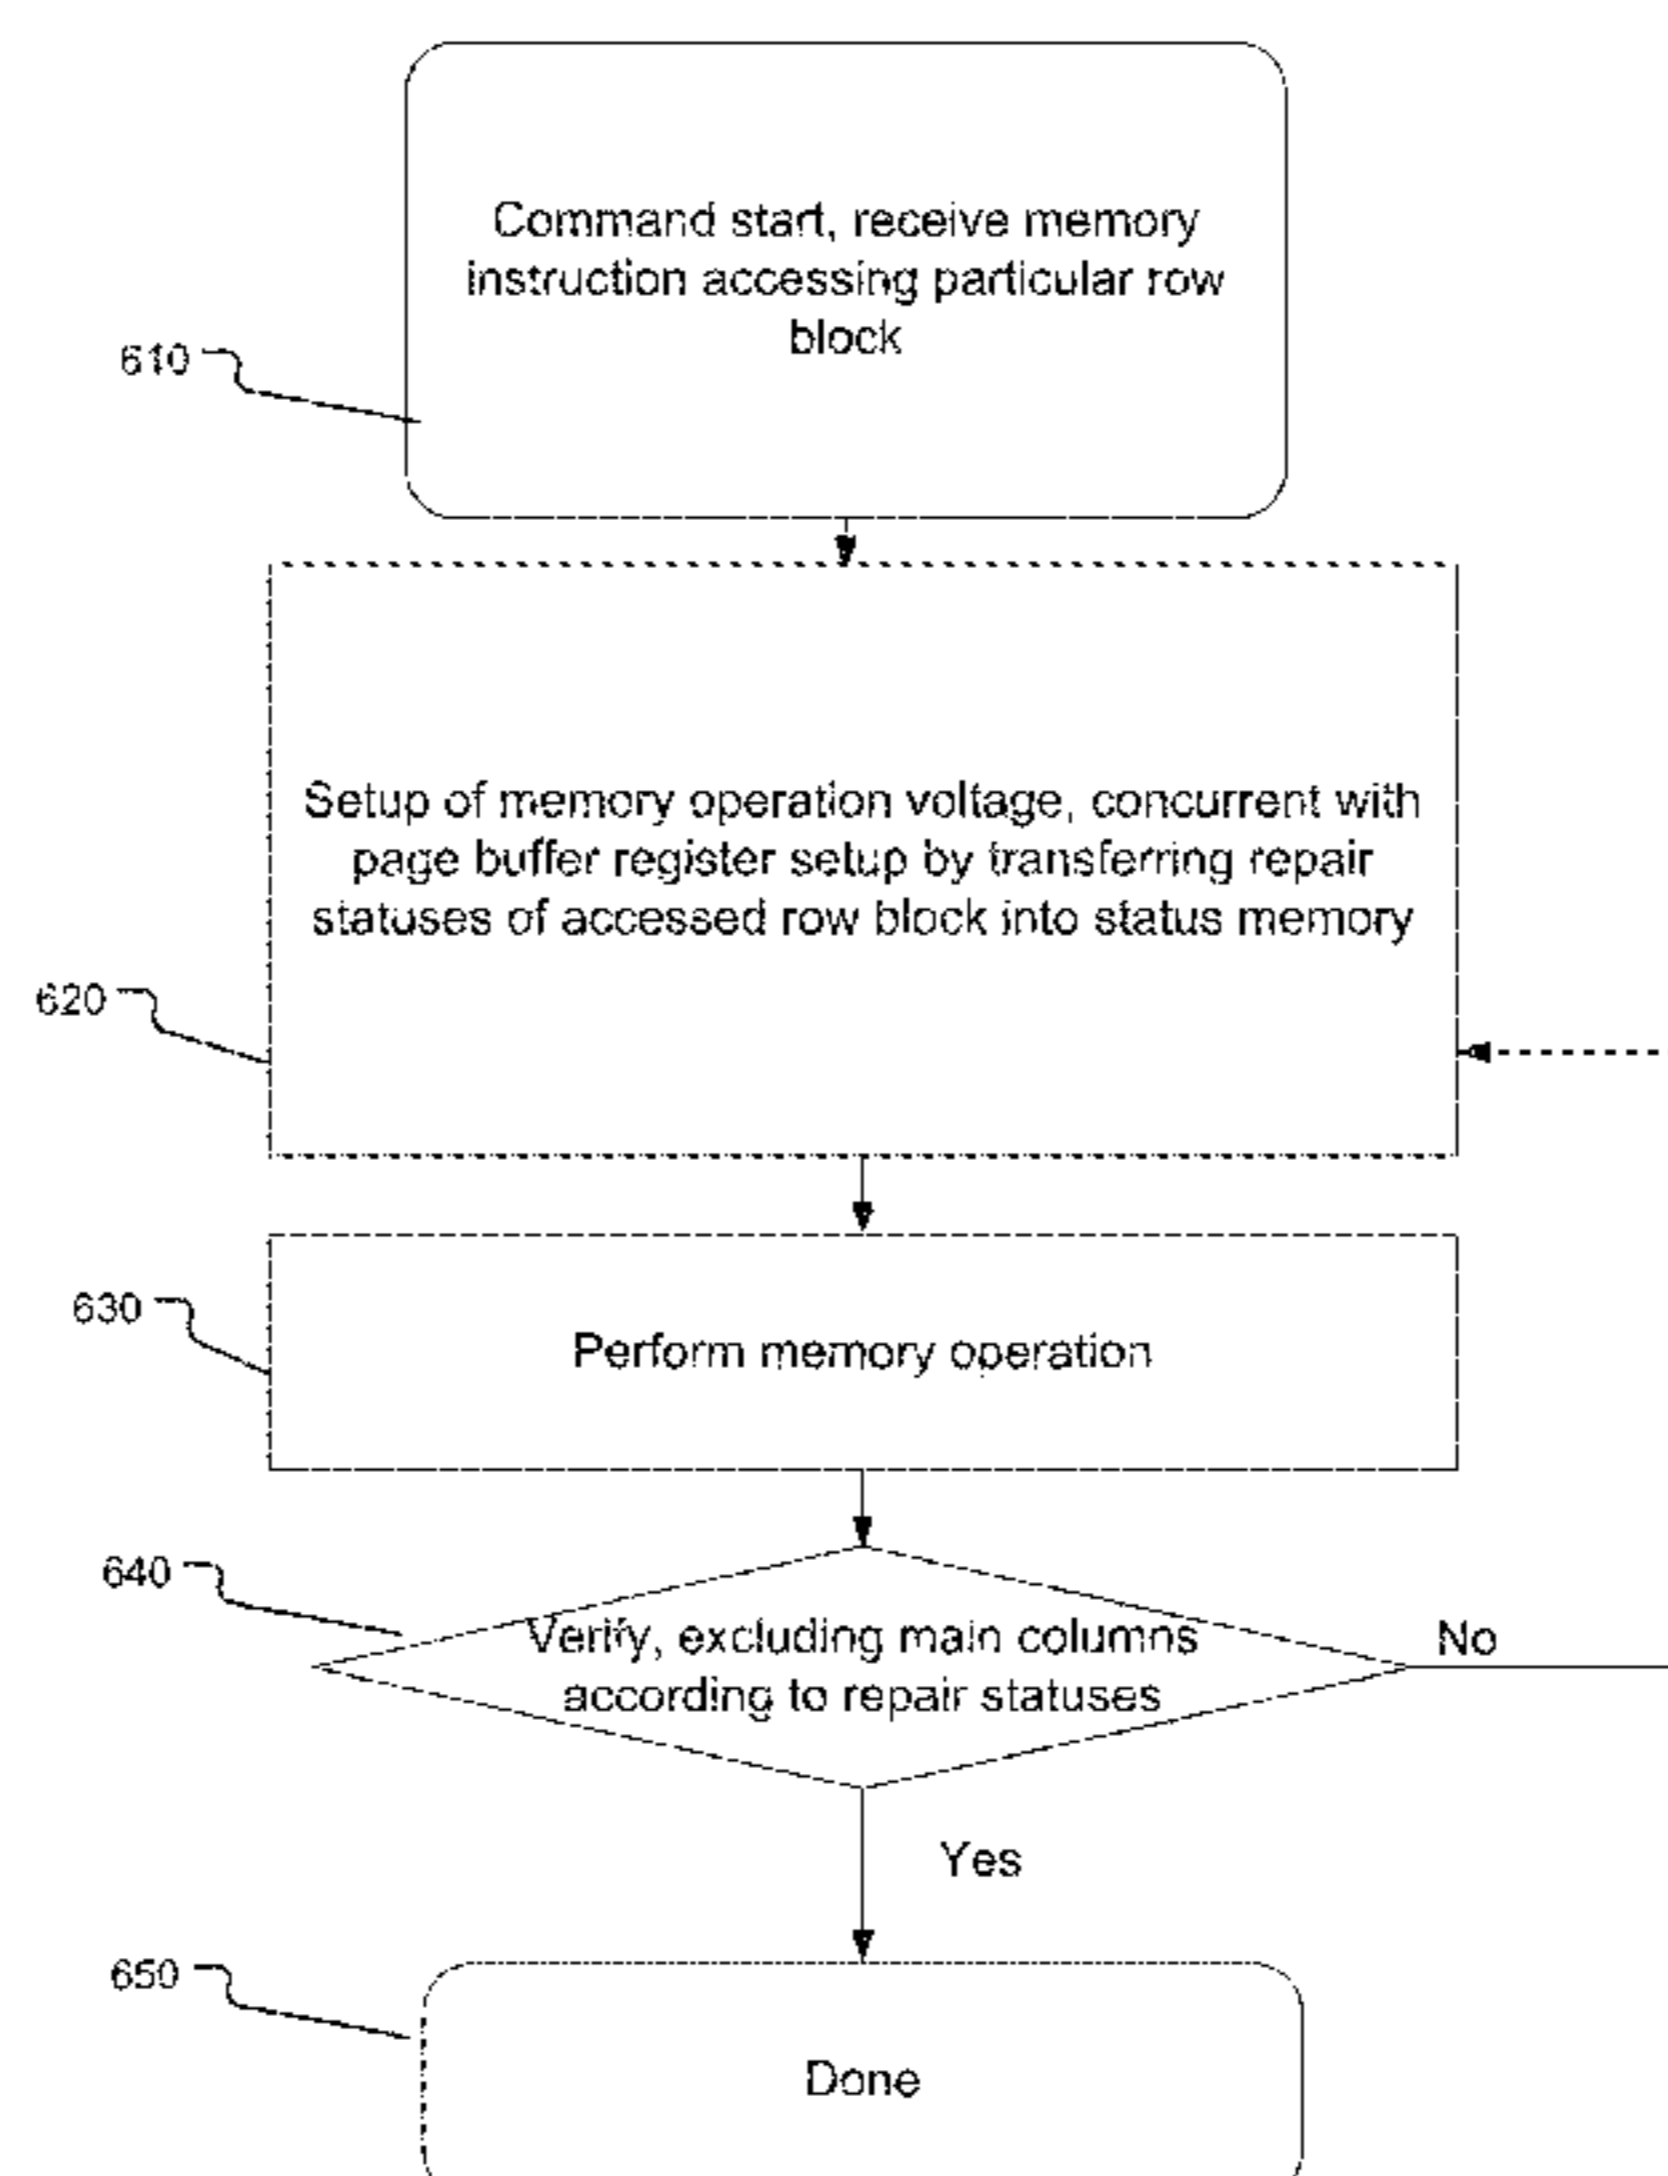 Command start, receive memory
instruction accessing particular row
block
610
Setup of memory operation voltage, concurrent with
page buffer register setup by transferring repair
statuses of accessed row block into status memory
620
630
Perform memory operation
640
Verify, excluding main columns
according to repair statuses
No
Yes
650
Done